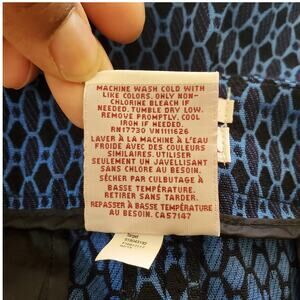 MACHINE WASH COLD WITH
LIKE COLORS. ONLY NON-
CHLORINE BLEACH IF
NEEDED. TUMBLE DRY LOW.
REMOVE PROMPTLY. COOL
IRON IF NEEDED.
RN17730 VN1111626
LAVER À LA MACHINE À L'EAU
FROIDE AVEC DES COULEURS
SIMILAIRES. UTILISER
SEULEMENT UN JAVELLISANT
SANS CHLORE AU BESOIN.
SÉCHER PAR CULBUTAGE À
BASSE TEMPÉRATURE.
RETIRER SANS TARDER.
REPASSER À BASSE TEMPÉRATURE
AU BESOIN. CA57147